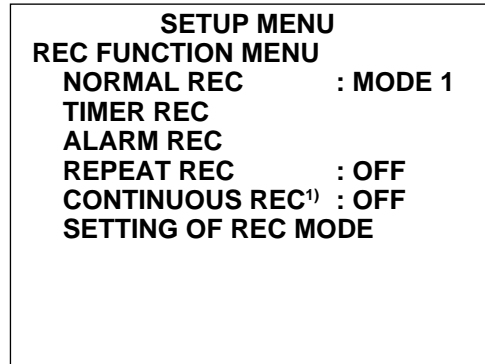 SETUP MENU
REC FUNCTION MENU
NORMAL REC : MODE 1
TIMER REC
ALARM REC
REPEAT REC : OFF
CONTINUOUS REC1) : OFF
SETTING OF REC MODE